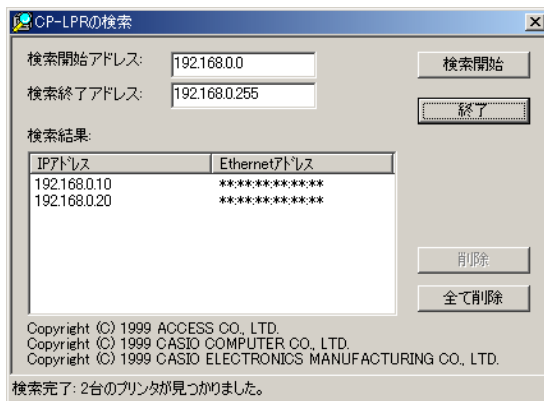 CP-LPRの検索
検索開始アドレス: 192.168.0.0 検索開始
検索終了アドレス: 192.168.0.255 終了
検索結果:
IPアドレス Ethernetアドレス
192.168.0.10 **:**:**:**:**:**
192.168.0.20 **:**:**:**:**:**
削除
全て削除
Copyright (C) 1999 ACCESS CO., LTD.
Copyright (C) 1999 CASIO COMPUTER CO., LTD.
Copyright (C) 1999 CASIO ELECTRONICS MANUFACTURING CO., LTD.
検索完了: 2台のプリンタが見つかりました。